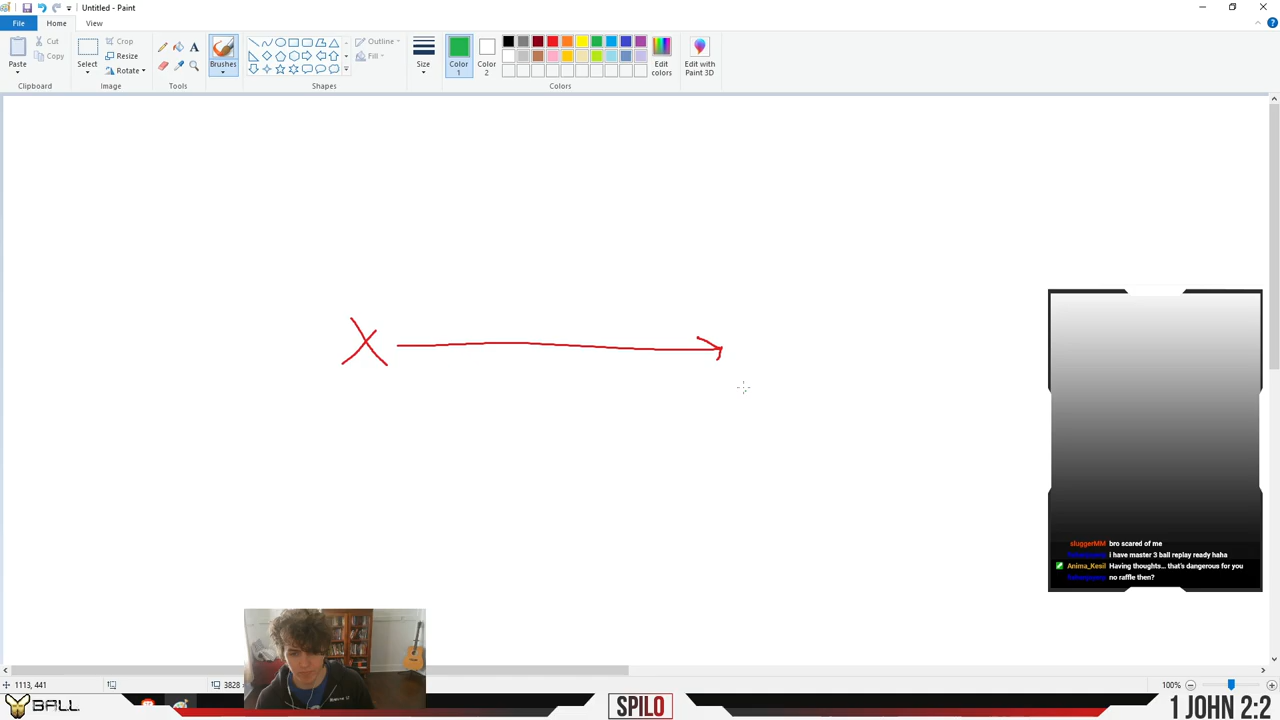 Untitled - Paint
File
Home
View
Paste
Cut
Copy
Clipboard
Select
Crop
Resize
Rotate
Image
A
Tools
Brushes
Outline
Fill
Shapes
Size
Color 1
Color 2
Edit colors
Edit with Paint 3D
Colors
X
sluggerMM bro scared of me
i have master 3 ball replay ready haha
Anima_Kesil Having thoughts... that's dangerous for you
no raffle then?
1113, 441
3828
100%
BALL
SPILO
1 JOHN 2:2